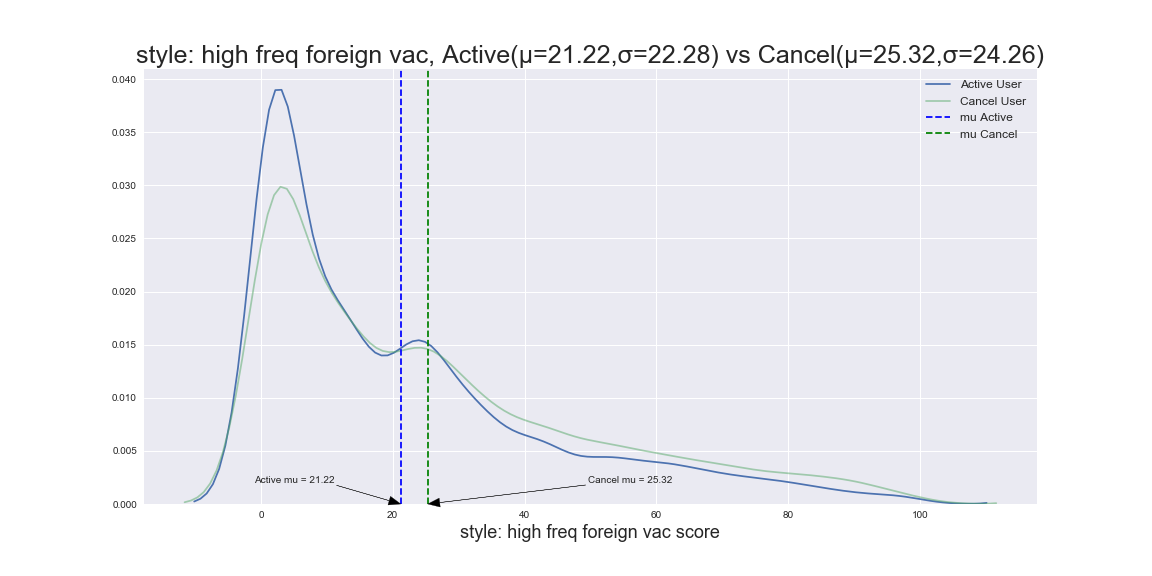 style: high freq foreign vac, Active(μ=21.22,σ=22.28) vs Cancel(μ=25.32,σ=24.26)
0.040
0.035
0.030
0.025
0.020
0.015
0.010
0.005
0.000
Active User
Cancel User
mu Active
mu Cancel
Active mu = 21.22
Cancel mu = 25.32
0 20 40 60 80 100
style: high freq foreign vac score